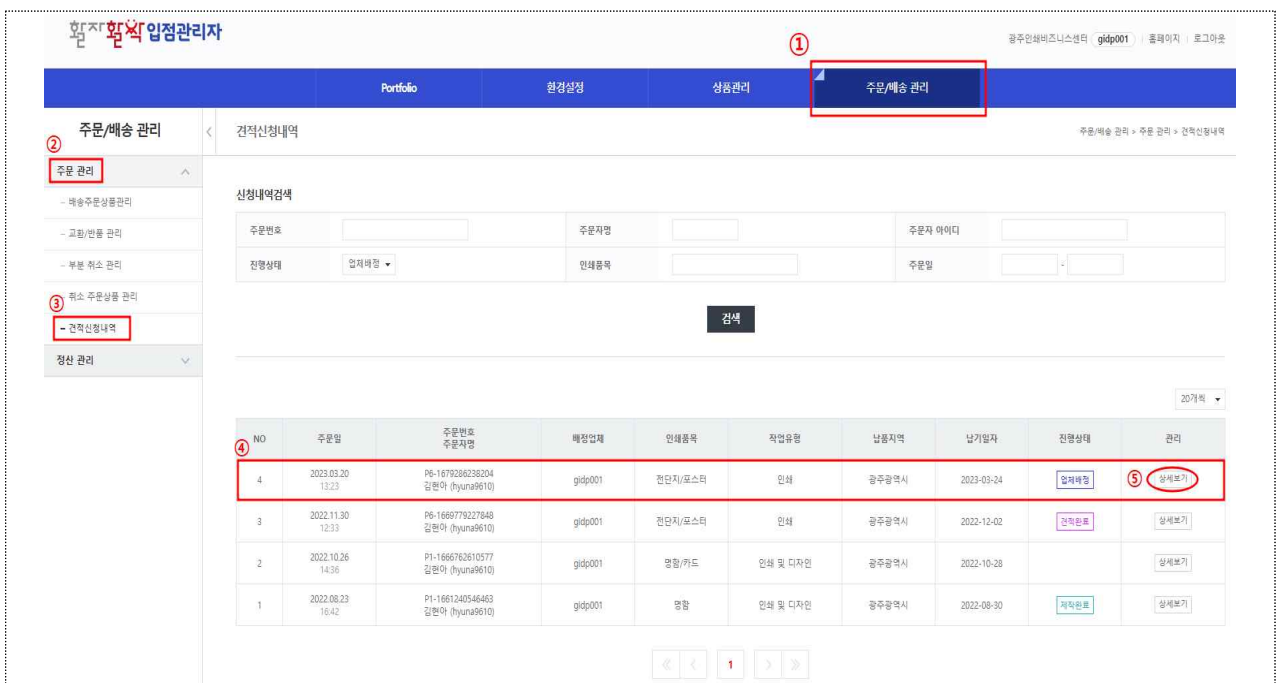 활자활짝 입점관리자
①
광주인쇄비즈니스센터 gidp001 홈페이지 로그아웃
Portfolio 환경설정 상품관리 주문/배송 관리
주문/배송 관리
견적신청내역
주문/배송 관리 > 주문 관리 > 견적신청내역
②
주문 관리
- 배송주문상품관리
- 교환/반품 관리
- 부분 취소 관리
- 취소 주문상품 관리
③
- 견적신청내역
정산 관리
신청내역검색
주문번호 주문자명 주문자 아이디
진행상태 업체배정 인쇄품목 주문일 -
검색
20개씩
NO 주문일 주문번호 주문자명 배정업체 인쇄품목 작업유형 납품지역 납기일자 진행상태 관리
④
4 2023.03.20 13:23 P6-1679286238204 김현아 (hyuna9610) gidp001 전단지/포스터 인쇄 광주광역시 2023-03-24 업체배정 ⑤ 상세보기
3 2022.11.30 12:33 P6-1669779227848 김현아 (hyuna9610) gidp001 전단지/포스터 인쇄 광주광역시 2022-12-02 견적완료 상세보기
2 2022.10.26 14:36 P1-1666762610577 김현아 (hyuna9610) gidp001 명함/카드 인쇄 및 디자인 광주광역시 2022-10-28 상세보기
1 2022.08.23 16:42 P1-1661240546463 김현아 (hyuna9610) gidp001 명함 인쇄 및 디자인 광주광역시 2022-08-30 제작완료 상세보기
《 〈 1 〉 》